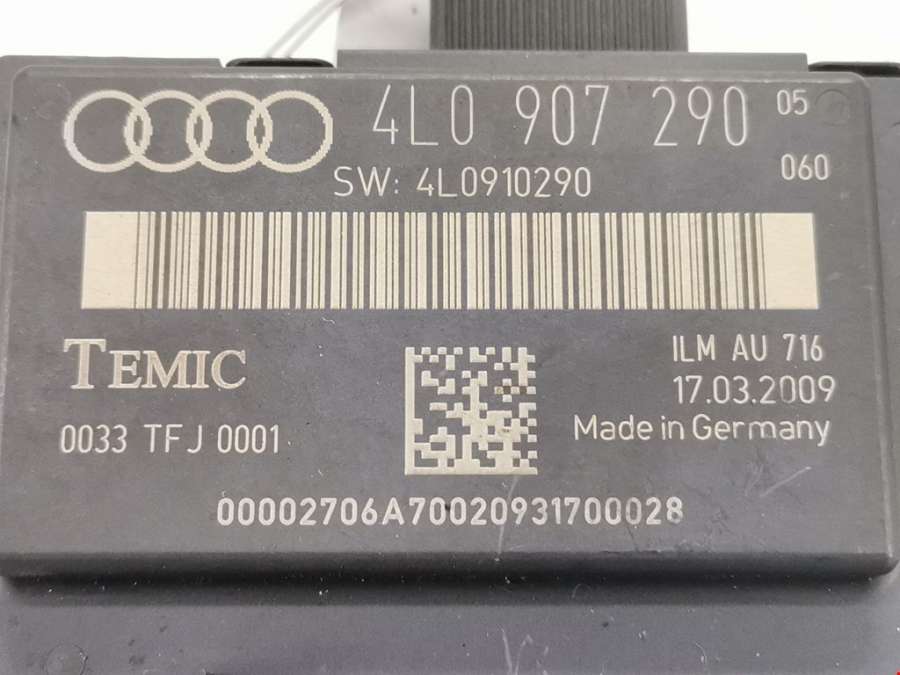 4L0 907 290 05
060
SW: 4L0910290
TEMIC
0033 TFJ 0001
ILM AU 716
17.03.2009
Made in Germany
00002706A70020931700028